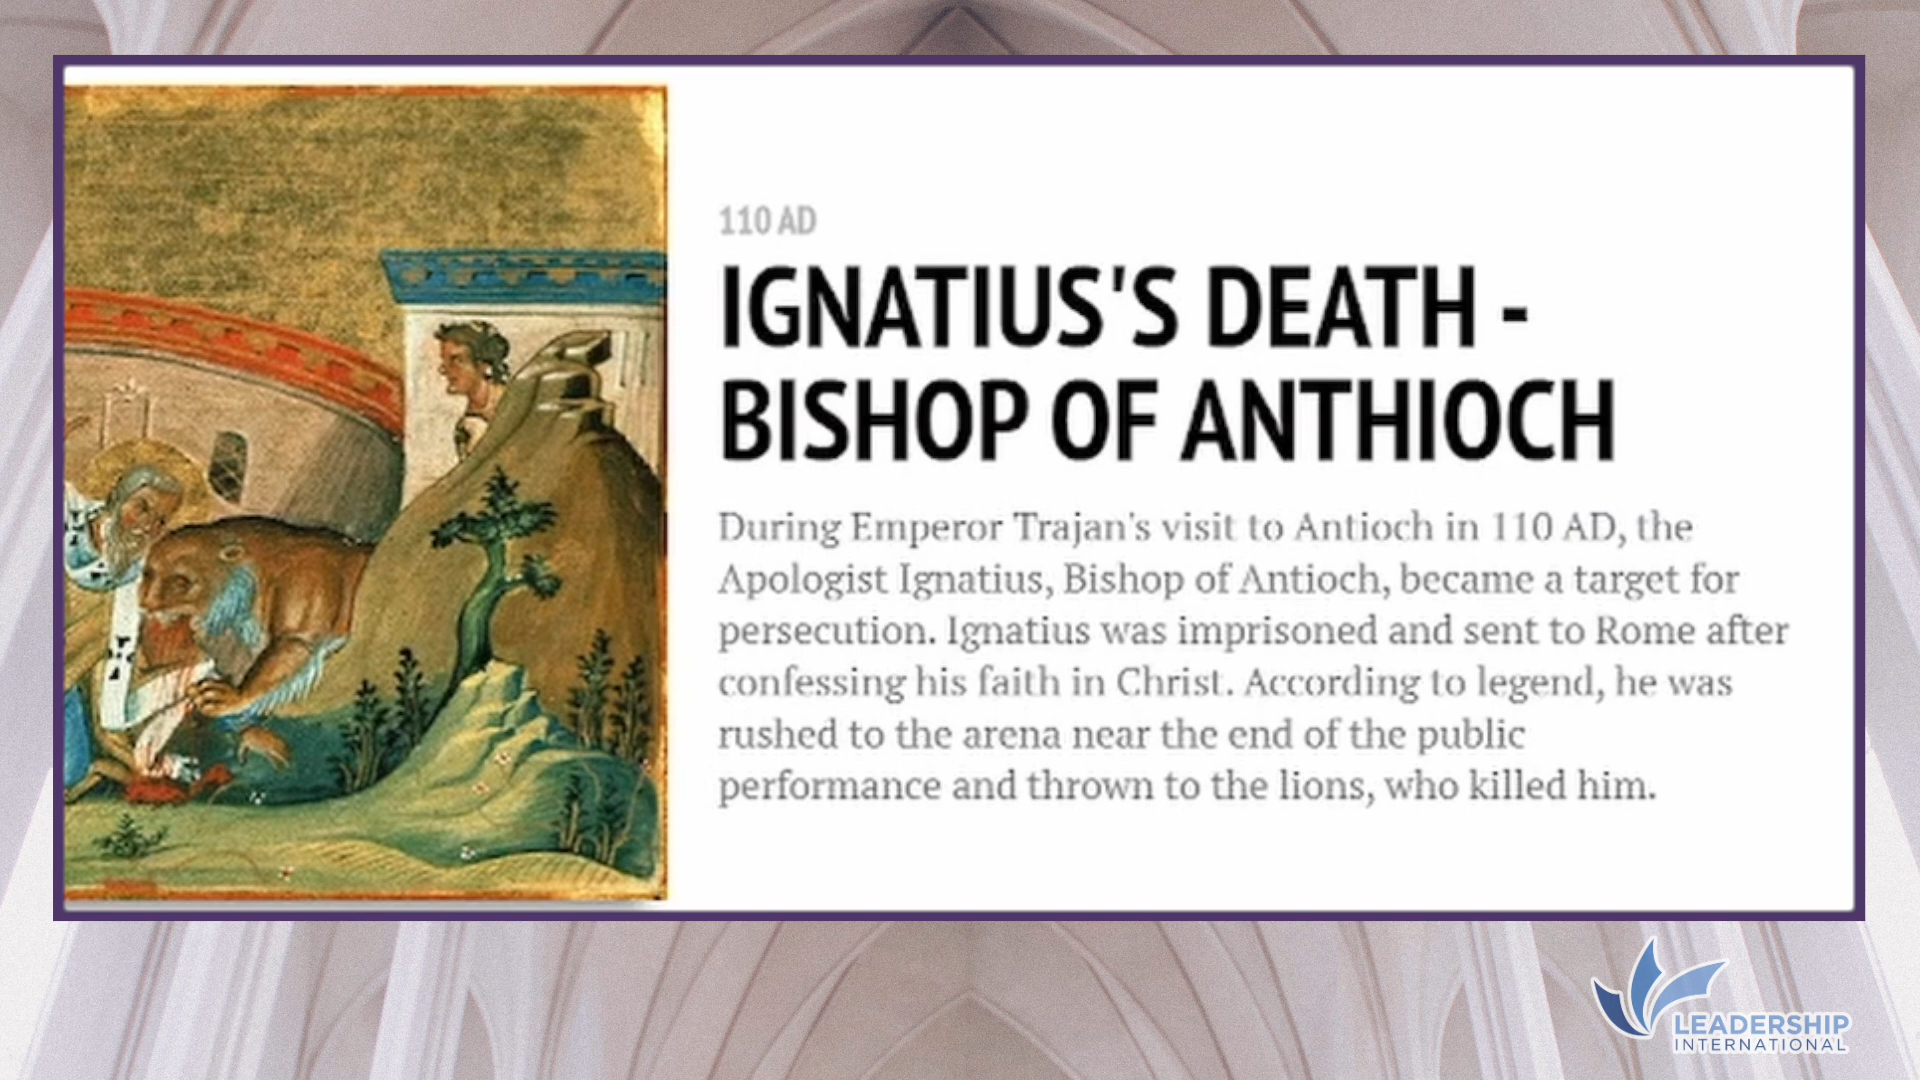 110 AD
IGNATIUS'S DEATH -
BISHOP OF ANTHIOCH
During Emperor Trajan's visit to Antioch in 110 AD, the
Apologist Ignatius, Bishop of Antioch, became a target for
persecution. Ignatius was imprisoned and sent to Rome after
confessing his faith in Christ. According to legend, he was
rushed to the arena near the end of the public
performance and thrown to the lions, who killed him.
LEADERSHIP
INTERNATIONAL